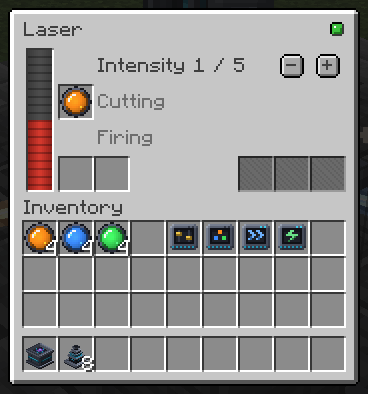 Laser
Intensity 1 / 5
Cutting
Firing
Inventory
4 4 4
8